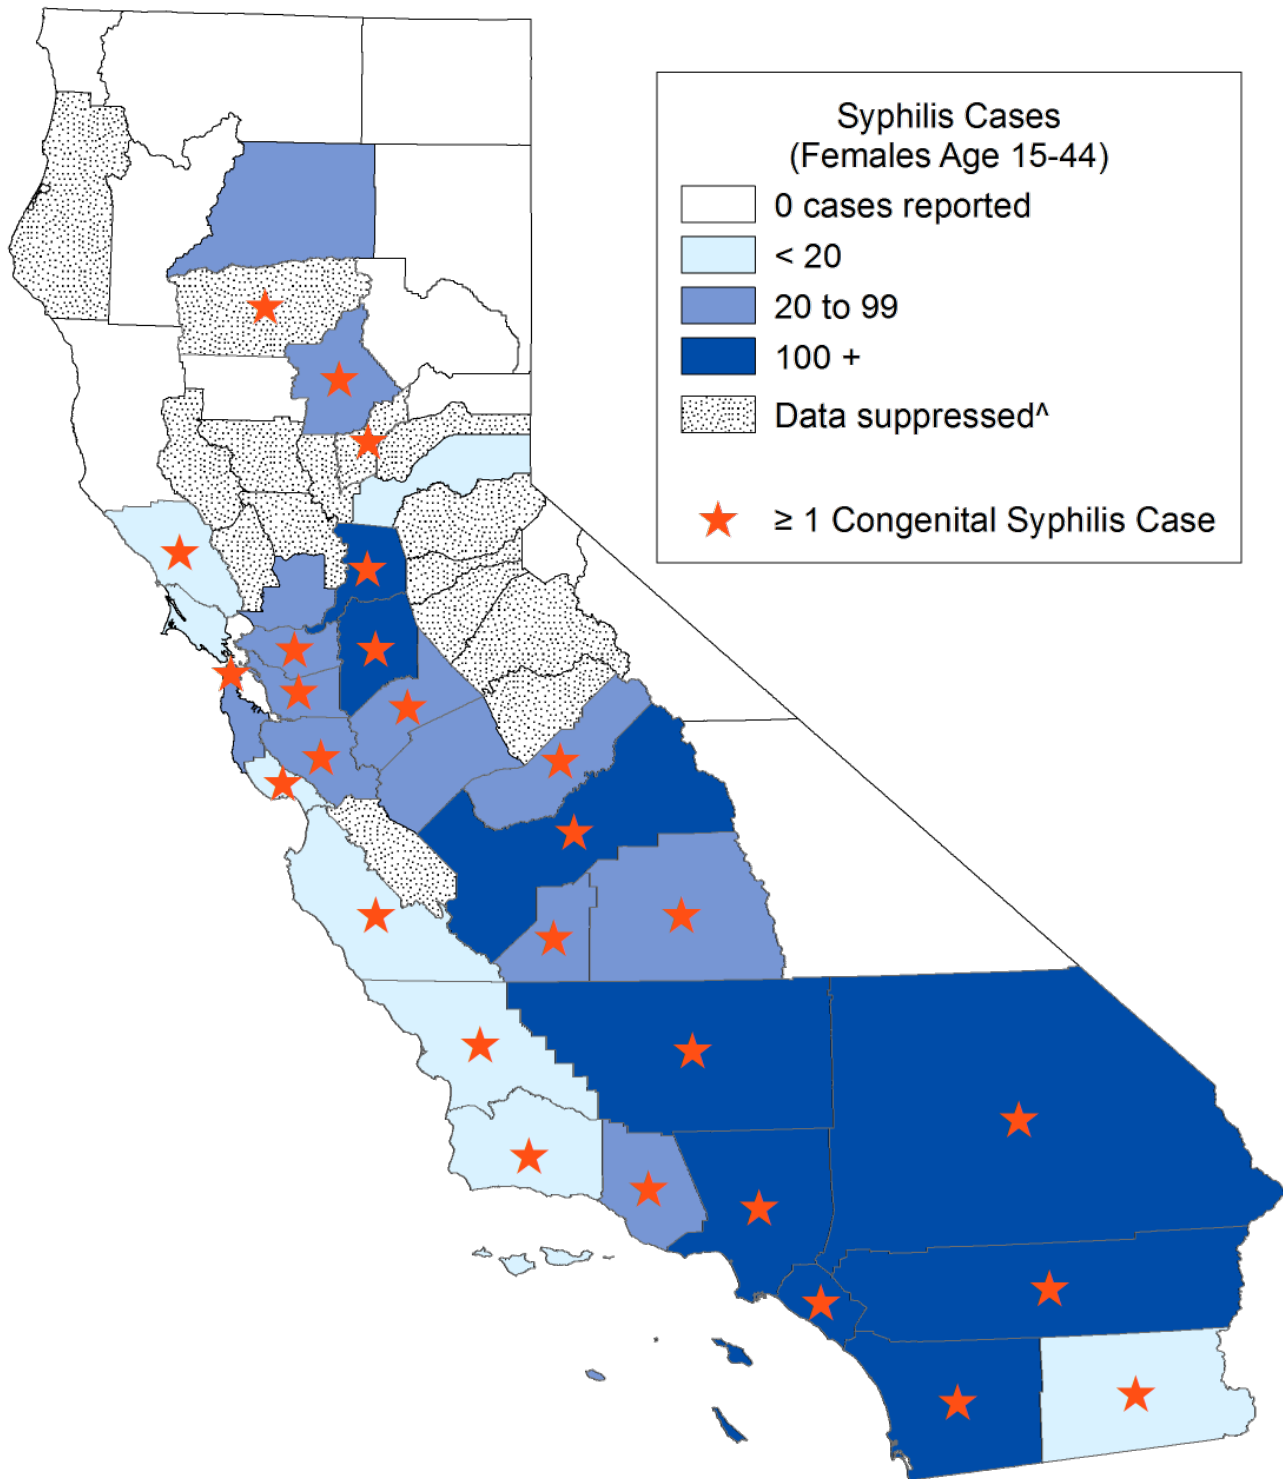 Syphilis Cases
(Females Age 15-44)
0 cases reported
< 20
20 to 99
100 +
Data suppressed^
≥ 1 Congenital Syphilis Case